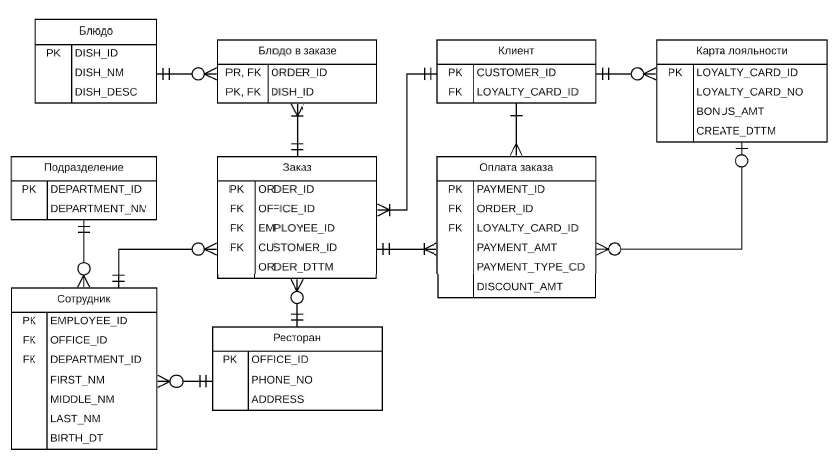 Блюдо
PK DISH_ID
DISH_NM
DISH_DESC
Блюдо в заказе
PR, FK ORDER_ID
PK, FK DISH_ID
Клиент
PK CUSTOMER_ID
FK LOYALTY_CARD_ID
Карта лояльности
PK LOYALTY_CARD_ID
LOYALTY_CARD_NO
BONUS_AMT
CREATE_DTTM
Подразделение
PK DEPARTMENT_ID
DEPARTMENT_NM
Заказ
PK ORDER_ID
FK OFFICE_ID
FK EMPLOYEE_ID
FK CUSTOMER_ID
ORDER_DTTM
Оплата заказа
PK PAYMENT_ID
FK ORDER_ID
FK LOYALTY_CARD_ID
PAYMENT_AMT
PAYMENT_TYPE_CD
DISCOUNT_AMT
Сотрудник
PK EMPLOYEE_ID
FK OFFICE_ID
FK DEPARTMENT_ID
FIRST_NM
MIDDLE_NM
LAST_NM
BIRTH_DT
Ресторан
PK OFFICE_ID
PHONE_NO
ADDRESS